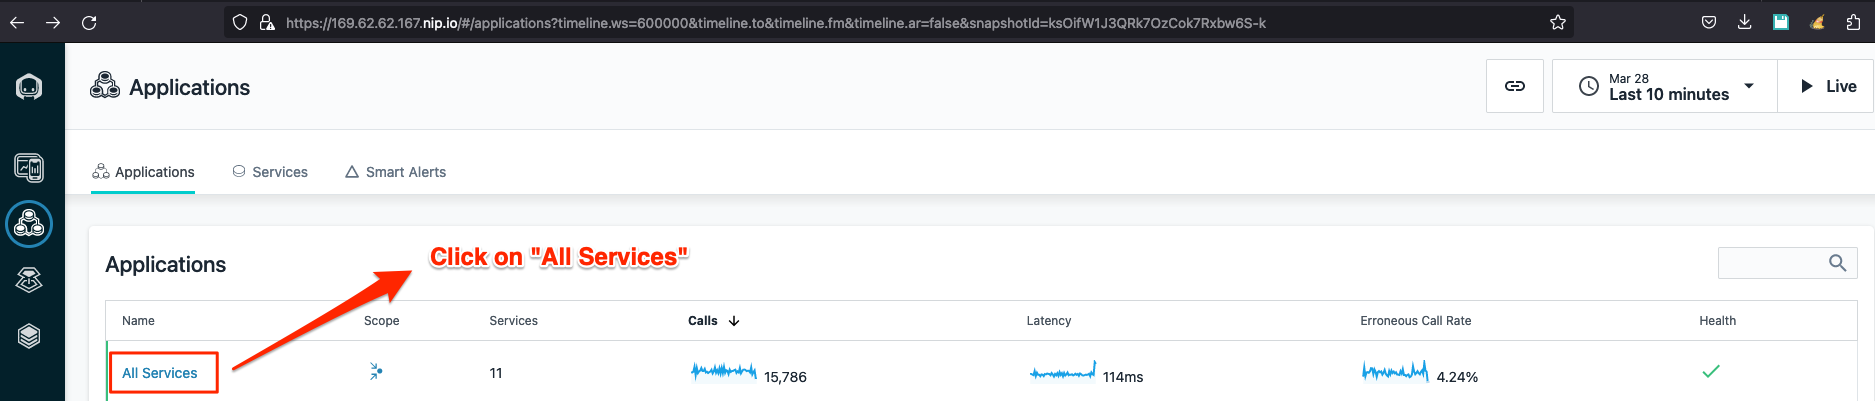 https://169.62.62.167.nip.io/#/applications?timeline.ws=600000&timeline.to&timeline.fm&timeline.ar=false&snapshotId=ksOifW1J3QRk7OzCok7Rxbw6S-k
Applications
Mar 28
Last 10 minutes
Live
Applications
Services
Smart Alerts
Click on "All Services"
Applications
Name Scope Services Calls Latency Erroneous Call Rate Health
All Services 11 15,786 114ms 4.24%